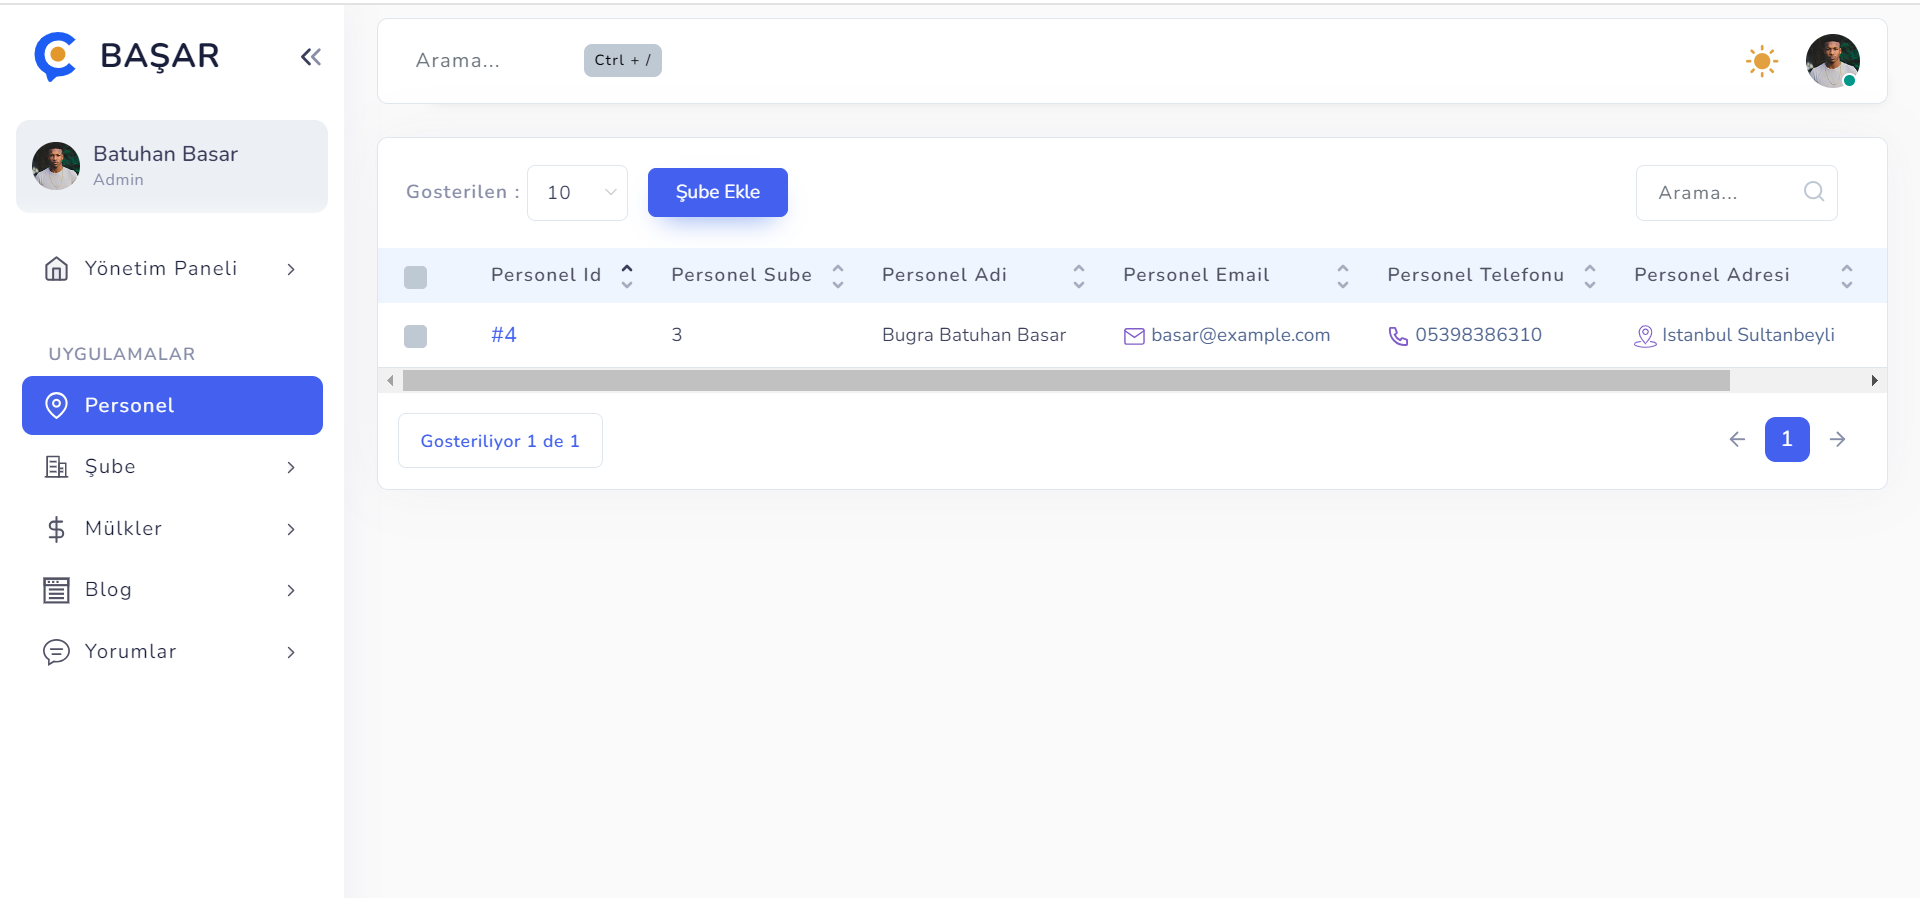 BAŞAR
Batuhan Basar
Admin
Yönetim Paneli
UYGULAMALAR
Personel
Şube
Mülkler
Blog
Yorumlar
Arama... Ctrl + /
Gosterilen : 10 Şube Ekle Arama...
Personel Id Personel Sube Personel Adi Personel Email Personel Telefonu Personel Adresi
#4 3 Bugra Batuhan Basar basar@example.com 05398386310 Istanbul Sultanbeyli
Gosteriliyor 1 de 1 1